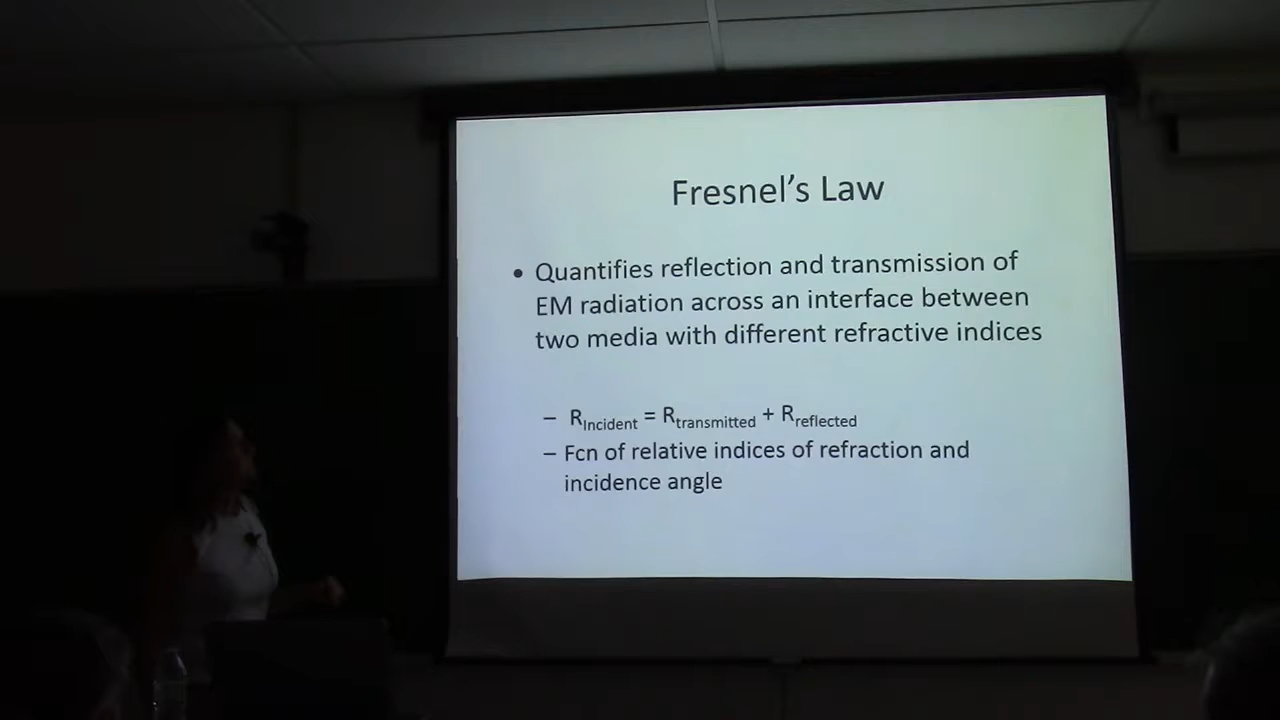 Fresnel’s Law
• Quantifies reflection and transmission of
EM radiation across an interface between
two media with different refractive indices
– RIncident = Rtransmitted + Rreflected
– Fcn of relative indices of refraction and
incidence angle